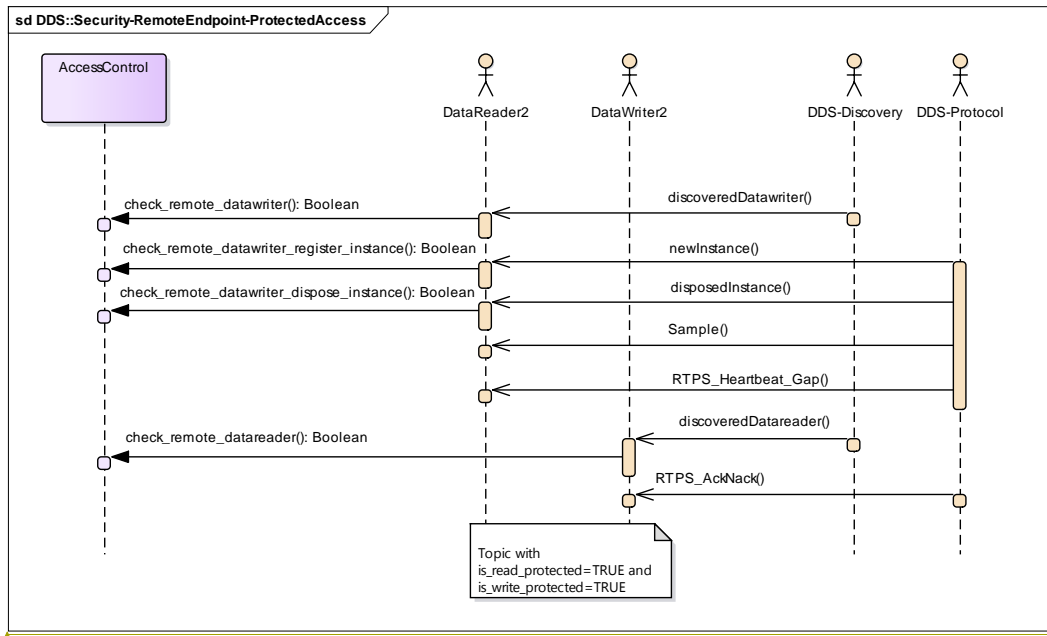 sd DDS::Security-RemoteEndpoint-ProtectedAccess
AccessControl
DataReader2
DataWriter2
DDS-Discovery
DDS-Protocol
check_remote_datawriter(): Boolean
discoveredDatawriter()
check_remote_datawriter_register_instance(): Boolean
newInstance()
check_remote_datawriter_dispose_instance(): Boolean
disposedInstance()
Sample()
RTPS_Heartbeat_Gap()
discoveredDatareader()
check_remote_datareader(): Boolean
RTPS_AckNack()
Topic with
is_read_protected=TRUE and
is_write_protected=TRUE